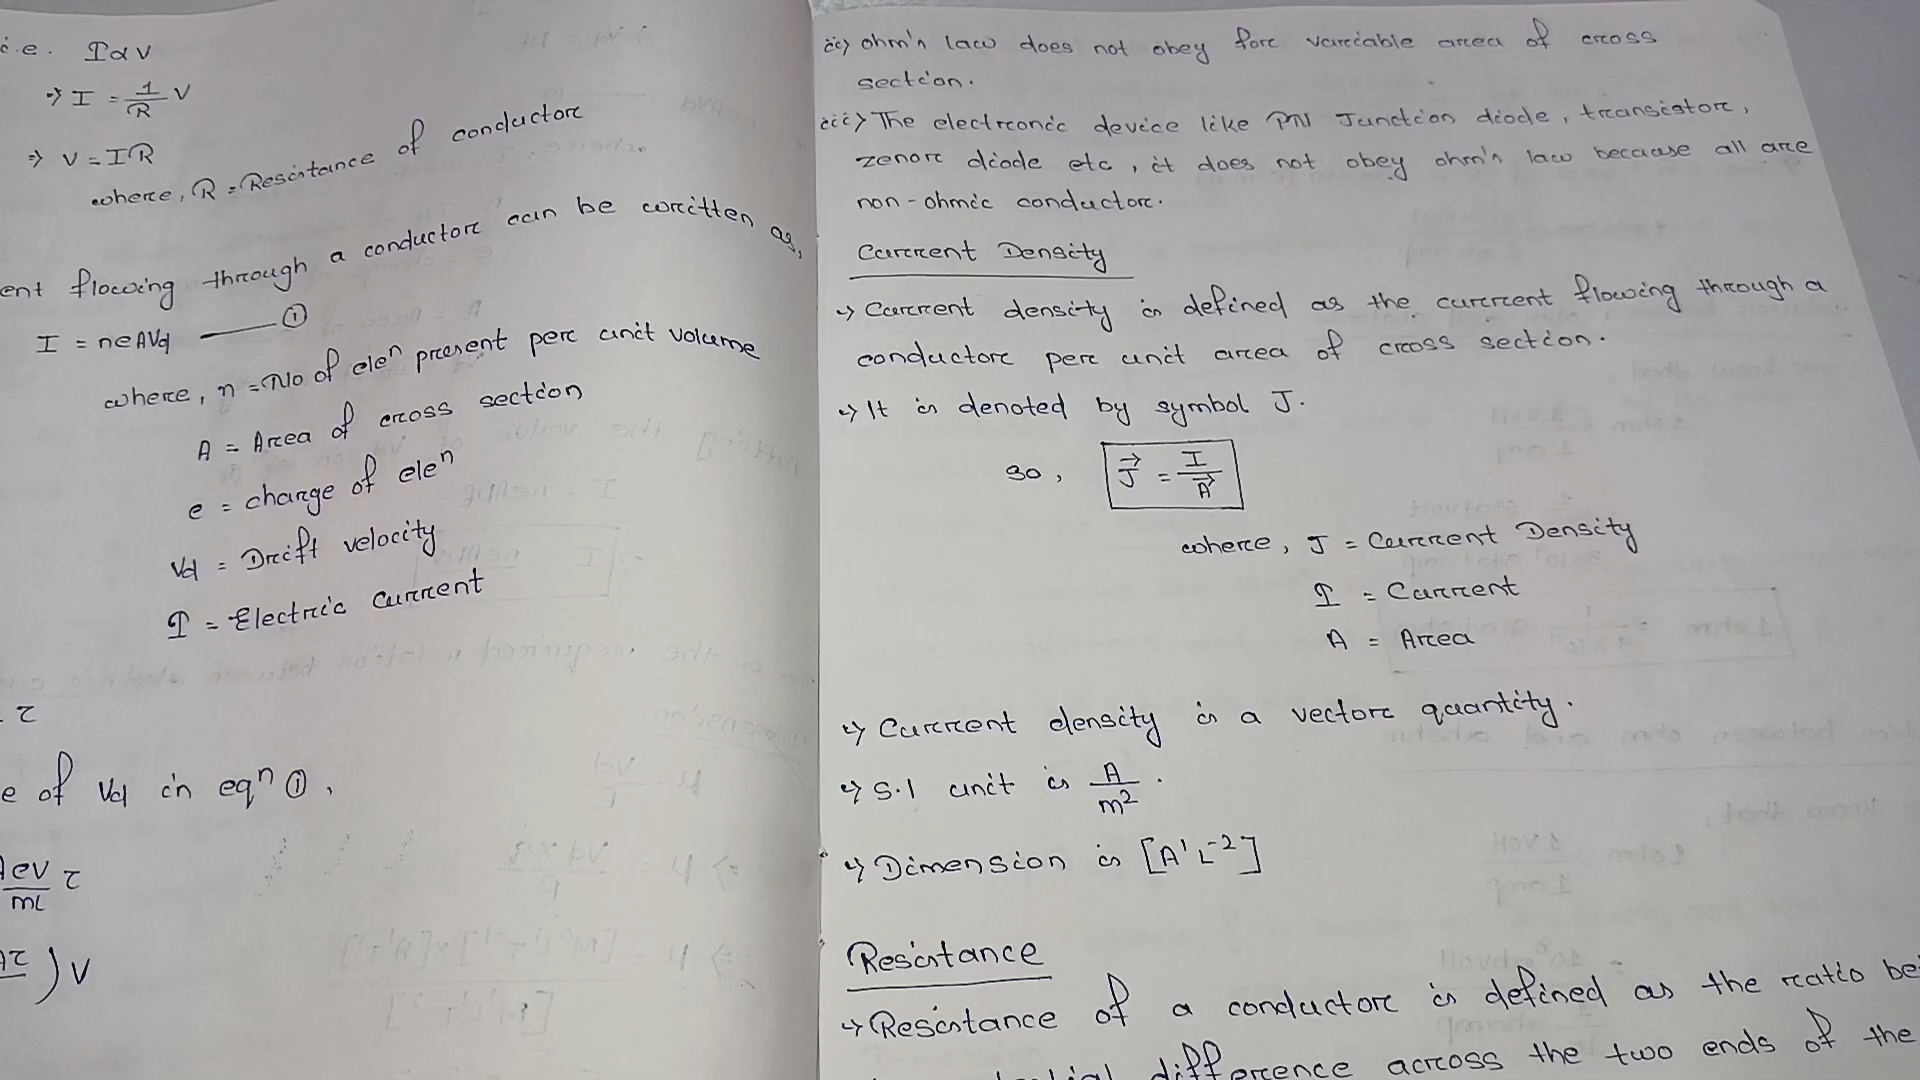 i.e. I α V
⇒ I = 1/R V
⇒ V = IR
where, R = Resistance of conductor
ent flowing through a conductor can be written as,
I = neAVd ——— ①
where, n = No of eleⁿ present per unit volume
A = Area of cross section
e = charge of eleⁿ
Vd = Drift velocity
I = Electric current
τ
e of Vd in eqⁿ ①,
AeV/mL τ
Aτ ) V
ii) ohm's law does not obey for variable area of cross
section.
iii) The electronic device like PN Junction diode, transistor,
zenor diode etc, it does not obey ohm's law because all are
non-ohmic conductor.
Current Density
→ Current density is defined as the current flowing through a
conductor per unit area of cross section.
→ It is denoted by symbol J.
so, J⃗ = I/A⃗
where, J = Current Density
I = Current
A = Area
→ Current density is a vector quantity.
→ S.I unit is A/m².
→ Dimension is [A¹L⁻²]
Resistance
→ Resistance of a conductor is defined as the ratio be
difference across the two ends of the